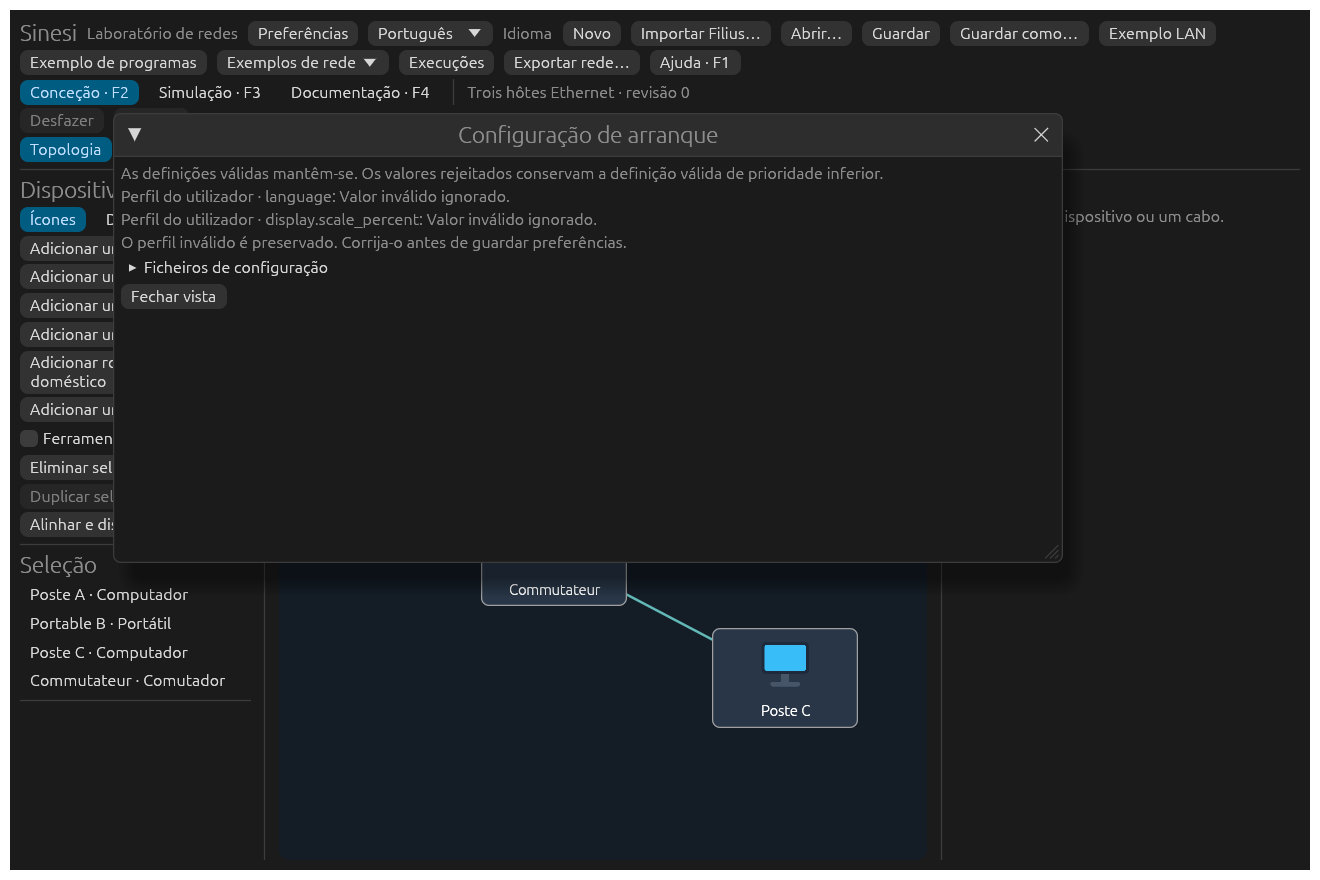 Sinesi Laboratório de redes Preferências Português Idioma Novo Importar Filius… Abrir… Guardar Guardar como… Exemplo LAN
Exemplo de programas Exemplos de rede Execuções Exportar rede… Ajuda · F1
Conceção · F2 Simulação · F3 Documentação · F4 Trois hôtes Ethernet · revisão 0
Desfazer
Topologia
Configuração de arranque
As definições válidas mantêm-se. Os valores rejeitados conservam a definição válida de prioridade inferior.
Perfil do utilizador · language: Valor inválido ignorado.
Perfil do utilizador · display.scale_percent: Valor inválido ignorado.
O perfil inválido é preservado. Corrija-o antes de guardar preferências.
Ficheiros de configuração
Fechar vista
Ícones
ispositivo ou um cabo.
Adicionar
Adicionar
Adicionar
Adicionar
Adicionar
doméstico
Adicionar
Eliminar
Duplicar
Alinhar e
Seleção
Poste A · Computador
Portable B · Portátil
Poste C · Computador
Commutateur · Comutador
Commutateur
Poste C